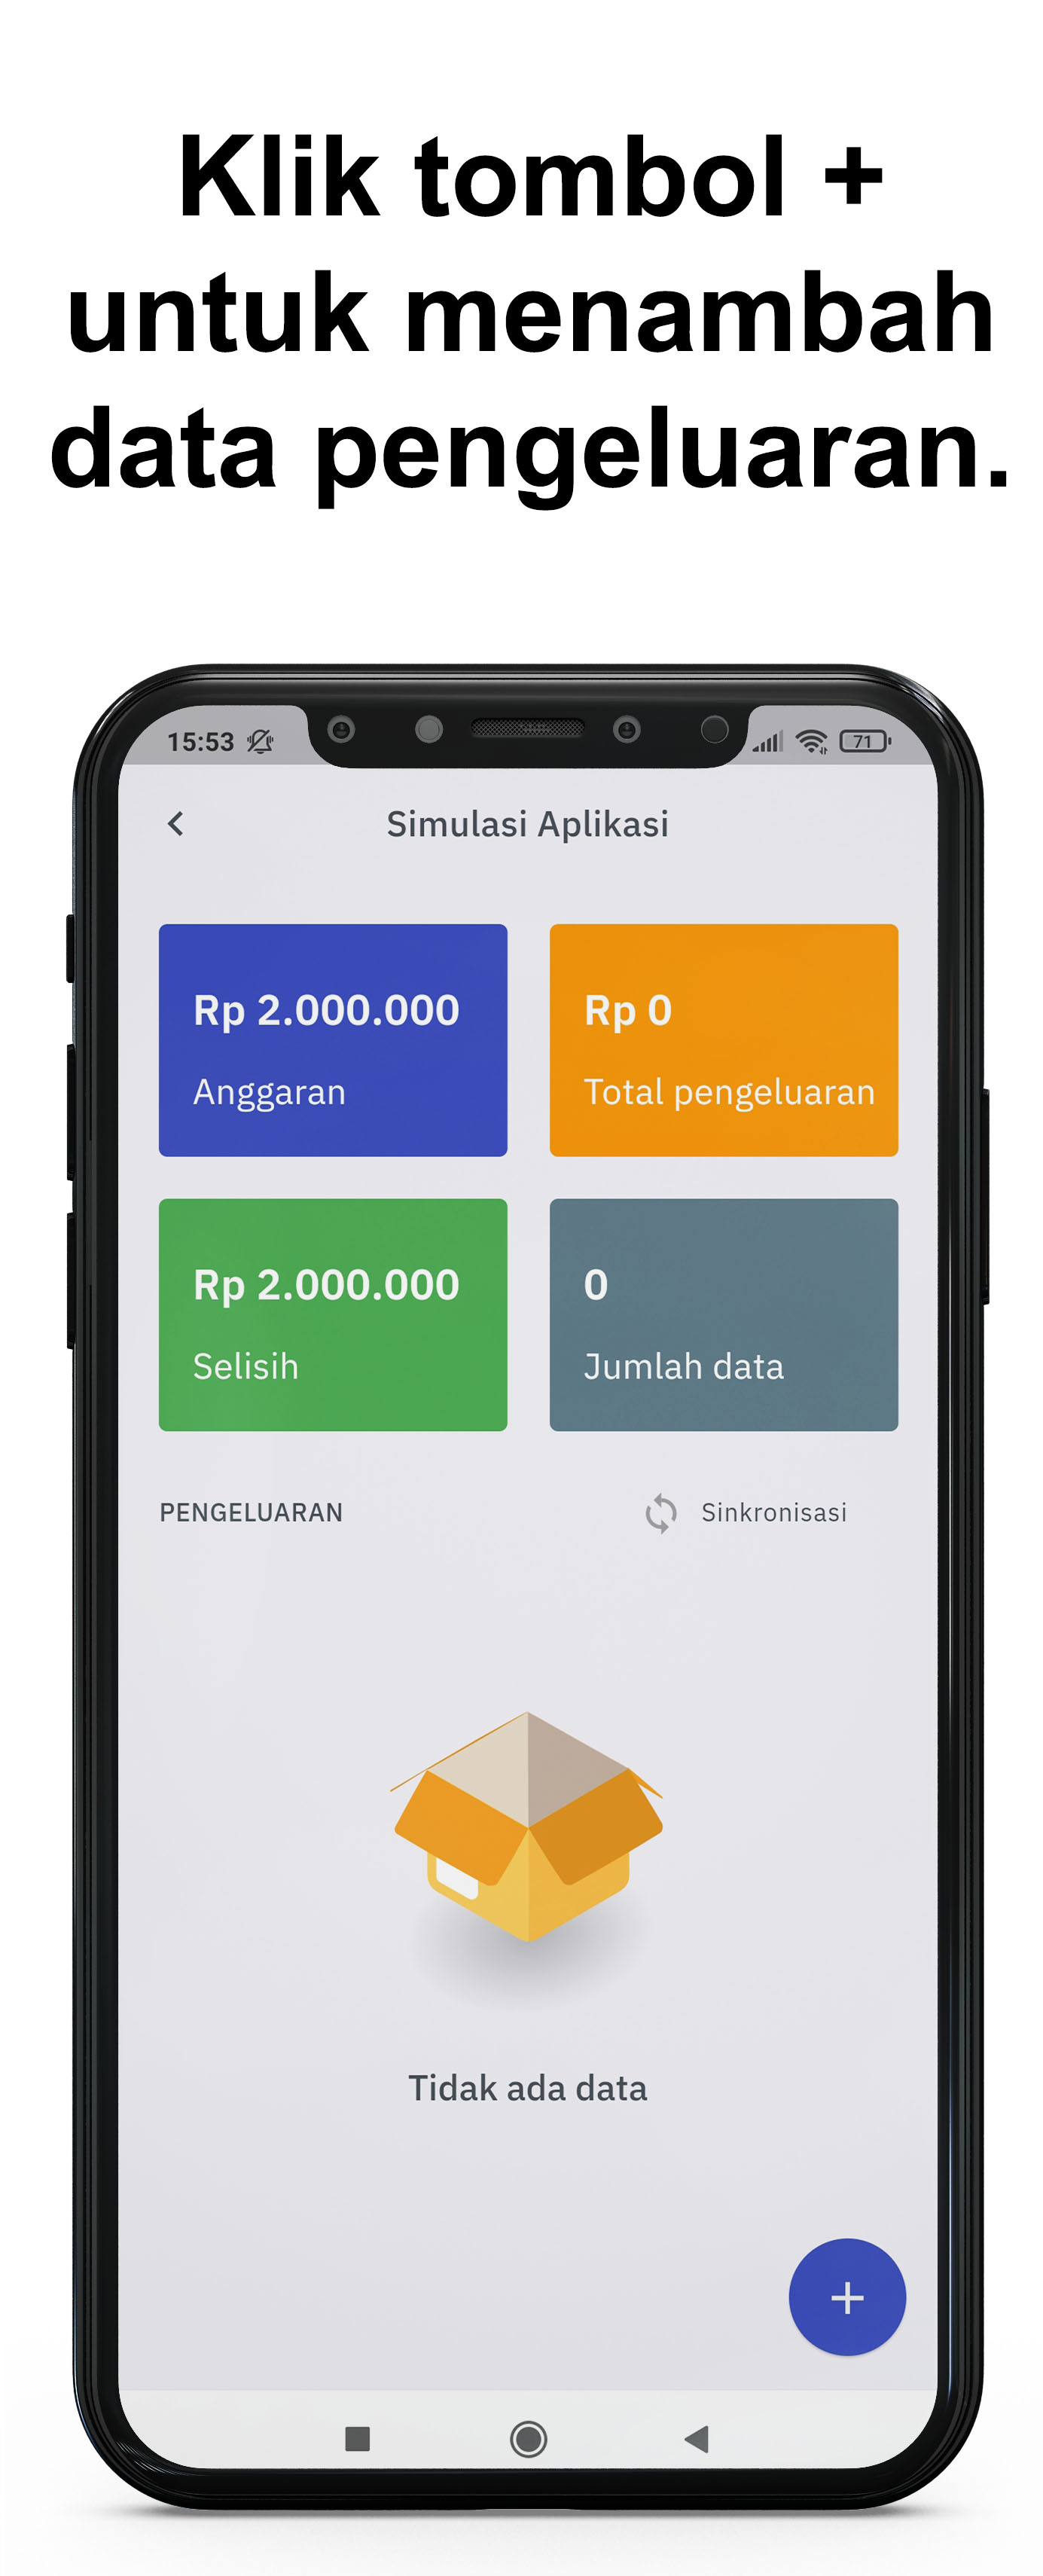 Klik tombol +
untuk menambah
data pengeluaran.
15:53
71
Simulasi Aplikasi
Rp 2.000.000
Anggaran
Rp 0
Total pengeluaran
Rp 2.000.000
Selisih
0
Jumlah data
PENGELUARAN
Sinkronisasi
Tidak ada data
+